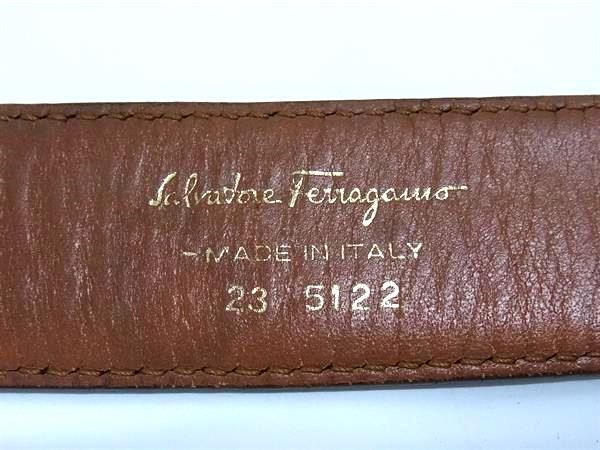 Salvatore Ferragamo
-MADE IN ITALY
23 5122